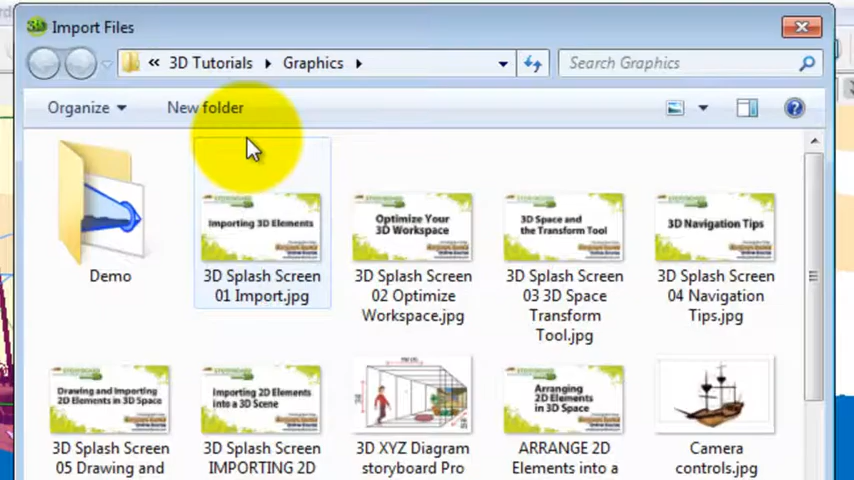 Import Files
« 3D Tutorials Graphics
Search Graphics
Organize
New folder
Importing 3D Elements
Optimize Your
3D Workspace
3D Space and
the Transform Tool
3D Navigation Tips
Demo
3D Splash Screen
01 Import.jpg
3D Splash Screen
02 Optimize
Workspace.jpg
3D Splash Screen
03 3D Space
Transform
Tool.jpg
3D Splash Screen
04 Navigation
Tips.jpg
Drawing and Importing
2D Elements in 3D Space
Importing 2D Elements
into a 3D Scene
Arranging
2D Elements
in 3D Space
3D Splash Screen
05 Drawing and
3D Splash Screen
IMPORTING 2D
3D XYZ Diagram
storyboard Pro
ARRANGE 2D
Elements into a
Camera
controls.jpg